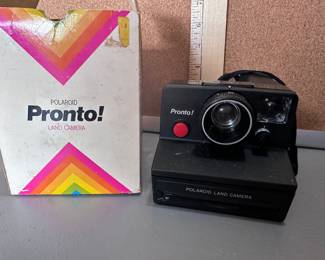 POLAROID
Pronto!
LAND CAMERA
Pronto!
POLAROID LAND CAMERA